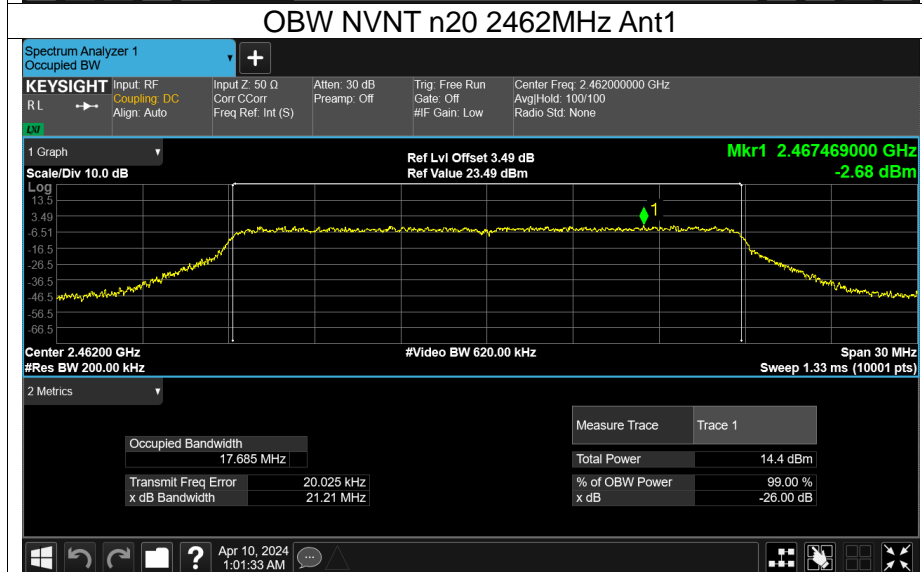 OBW NVNT n20 2462MHz Ant1
Spectrum Analyzer 1
Occupied BW
+
KEYSIGHT Input: RF Input Z: 50 Ω Atten: 30 dB Trig: Free Run Center Freq: 2.462000000 GHz
RL Coupling: DC Corr CCorr Preamp: Off Gate: Off Avg|Hold: 100/100
Align: Auto Freq Ref: Int (S) #IF Gain: Low Radio Std: None
LXI
1 Graph Ref Lvl Offset 3.49 dB Mkr1 2.467469000 GHz
Scale/Div 10.0 dB Ref Value 23.49 dBm -2.68 dBm
Log
13.5
3.49
-6.51
-16.5
-26.5
-36.5
-46.5
-56.5
-66.5
1
Center 2.46200 GHz #Video BW 620.00 kHz Span 30 MHz
#Res BW 200.00 kHz Sweep 1.33 ms (10001 pts)
2 Metrics
Measure Trace Trace 1
Occupied Bandwidth
17.685 MHz Total Power 14.4 dBm
Transmit Freq Error 20.025 kHz % of OBW Power 99.00 %
x dB Bandwidth 21.21 MHz x dB -26.00 dB
? Apr 10, 2024
1:01:33 AM